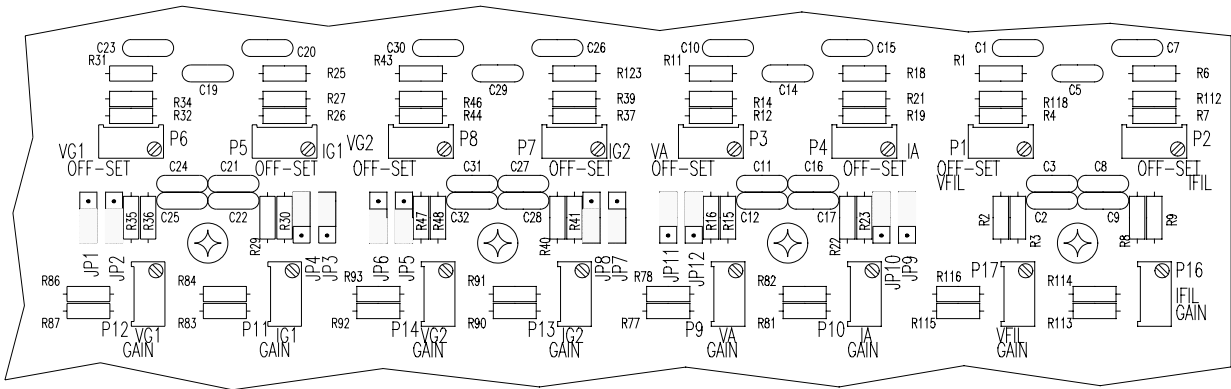 C23 C20 C30 C26 C10 C15 C1 C7
R31 R43 R11 R1
C19 R25 C29 R123 C14 R18 C5 R6
R34 R27 R46 R39 R14 R21 R118 R112
R32 R26 R44 R37 R12 R19 R4 R7
P6 P5 P8 P7 P3 P4 P1 P2
VG1 OFF-SET
IG1 OFF-SET
VG2 OFF-SET
IG2 OFF-SET
VA OFF-SET
IA OFF-SET
OFF-SET VFIL
OFF-SET IFIL
C24 C21 C31 C27 C11 C16 C3 C8
C25 C22 C32 C28 C12 C17 C2 C9
R35 R36 R29 R30 R47 R48 R40 R41 R16 R15 R22 R23 R2 R3 R8 R9
JP1 JP2 JP4 JP3 JP6 JP5 JP8 JP7 JP11 JP12 JP10 JP9
R86 R84 R93 R91 R78 R82 R116 R114
R87 R83 R92 R90 R77 R81 R115 R113
P12 P11 P14 P13 P9 P10 P17 P16
VG1 GAIN
IG1 GAIN
VG2 GAIN
IG2 GAIN
VA GAIN
IA GAIN
VFIL GAIN
IFIL
GAIN